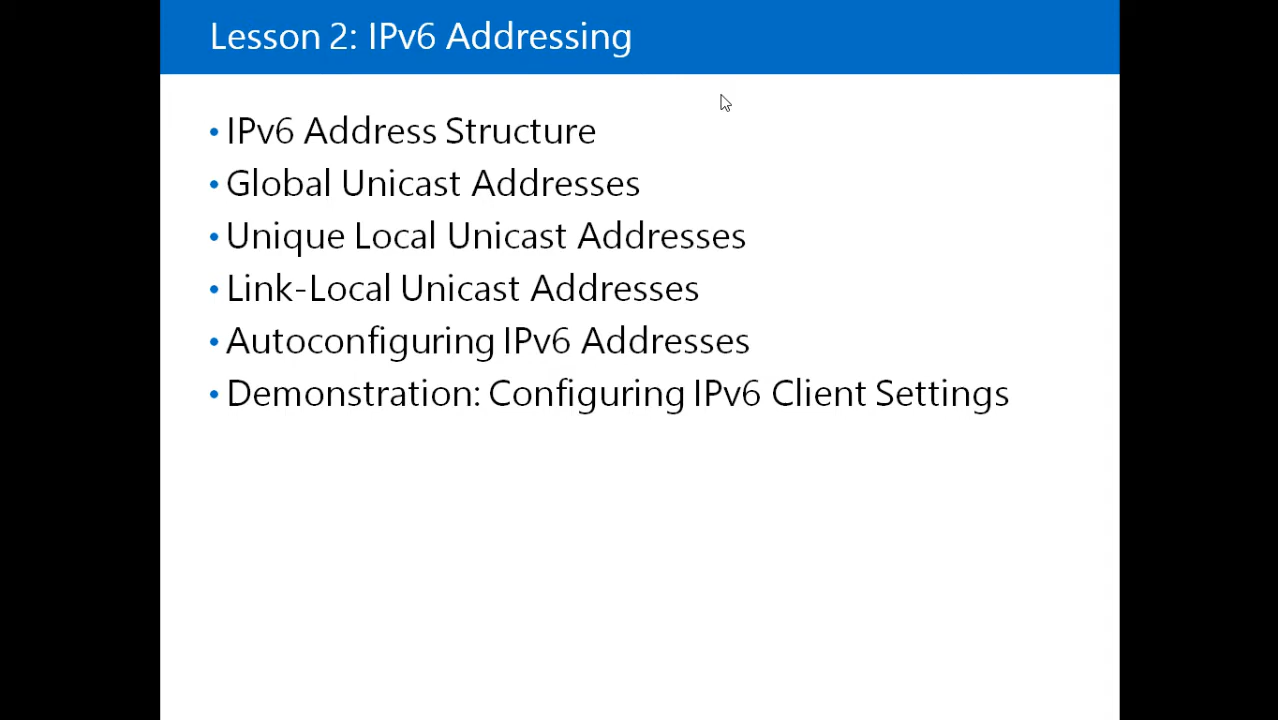 Lesson 2: IPv6 Addressing
• IPv6 Address Structure
• Global Unicast Addresses
• Unique Local Unicast Addresses
• Link-Local Unicast Addresses
• Autoconfiguring IPv6 Addresses
• Demonstration: Configuring IPv6 Client Settings